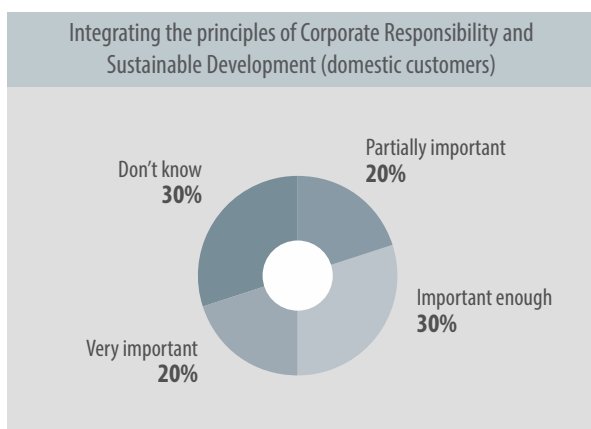 Integrating the principles of Corporate Responsibility and
Sustainable Development (domestic customers)
Partially important
20%
Don't know
30%
Important enough
30%
Very important
20%